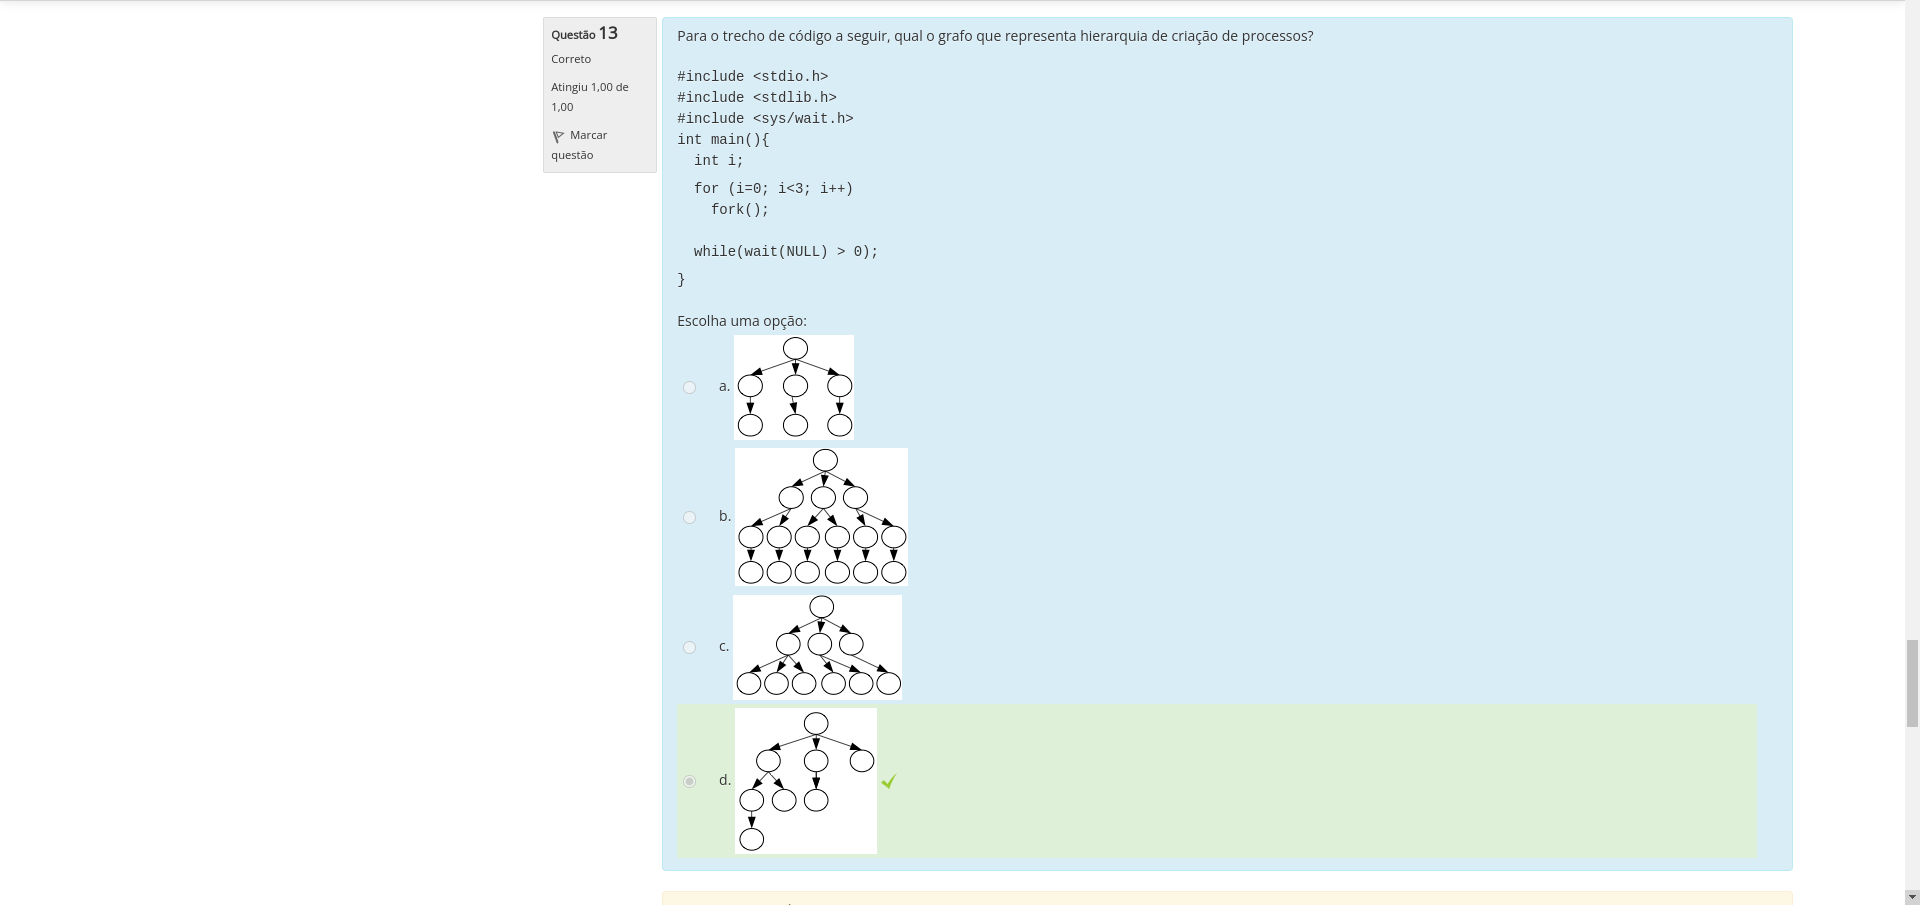 Questão 13
Correto
Atingiu 1,00 de
1,00
Marcar
questão
Para o trecho de código a seguir, qual o grafo que representa hierarquia de criação de processos?
#include <stdio.h>
#include <stdlib.h>
#include <sys/wait.h>
int main(){
  int i;
  for (i=0; i<3; i++)
    fork();
  while(wait(NULL) > 0);
}
Escolha uma opção:
a.
b.
c.
d.